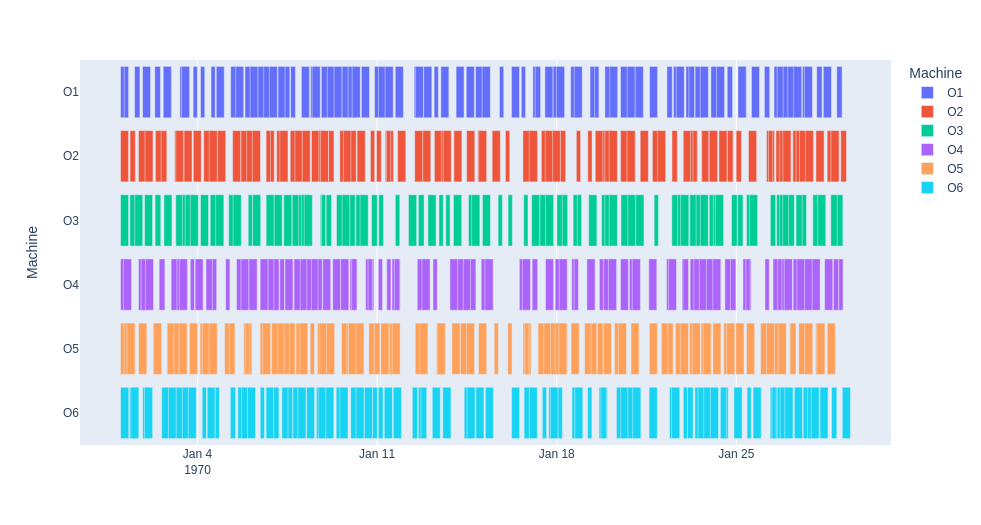 Machine
O1
O2
O3
O4
O5
O6
Jan 4
1970
Jan 11
Jan 18
Jan 25
Machine
O1
O2
O3
O4
O5
O6